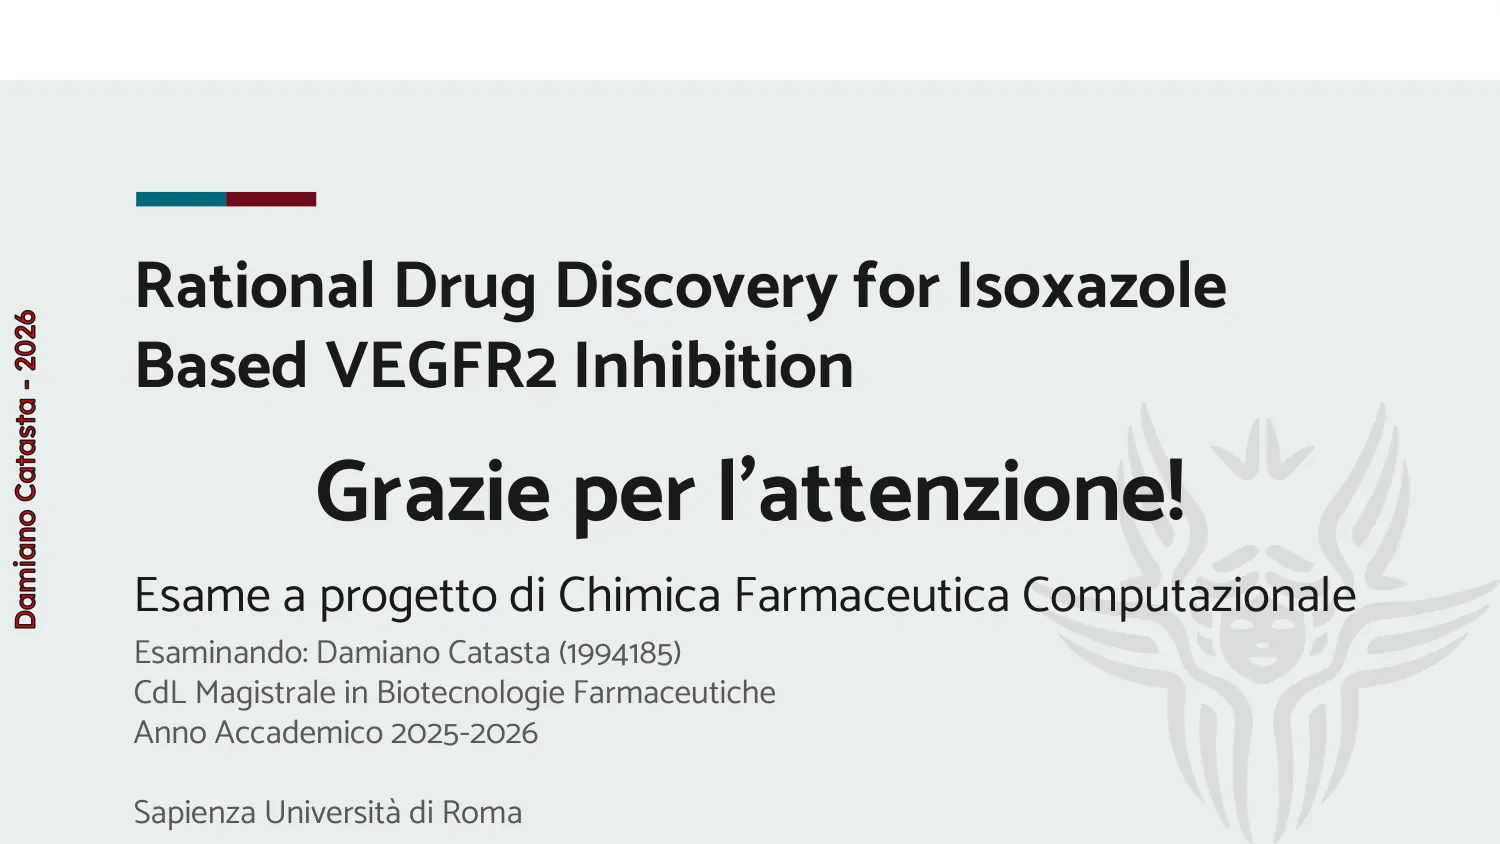 Rational Drug Discovery for Isoxazole
Based VEGFR2 Inhibition
Grazie per l’attenzione!
Esame a progetto di Chimica Farmaceutica Computazionale
Esaminando: Damiano Catasta (1994185)
CdL Magistrale in Biotecnologie Farmaceutiche
Anno Accademico 2025-2026
Sapienza Università di Roma
Damiano Catasta - 2026